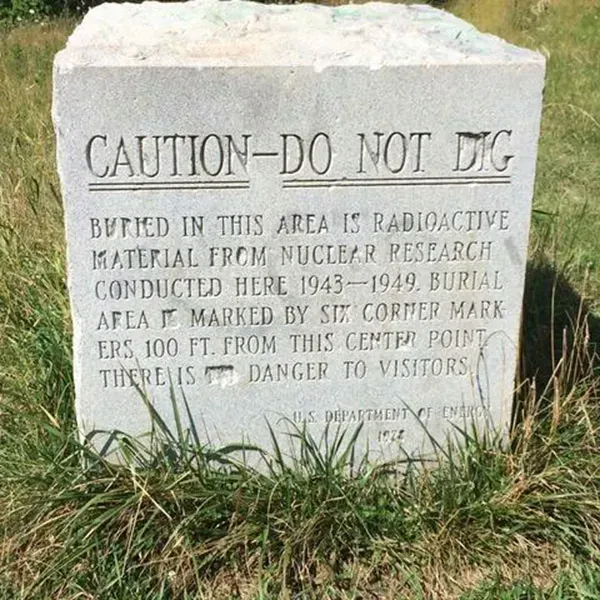 CAUTION—DO NOT DIG
BURIED IN THIS AREA IS RADIOACTIVE
MATERIAL FROM NUCLEAR RESEARCH
CONDUCTED HERE 1943—1949. BURIAL
AREA IS MARKED BY SIX CORNER MARK
ERS 100 FT. FROM THIS CENTER POINT.
THERE IS DANGER TO VISITORS.
U.S. DEPARTMENT OF ENERGY
1978